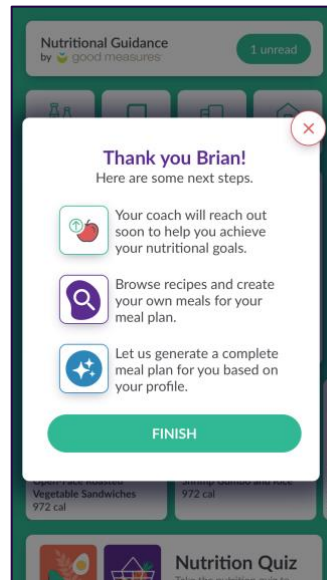 Nutritional Guidance
by good measures
1 unread
Thank you Brian!
Here are some next steps.
Your coach will reach out
soon to help you achieve
your nutritional goals.
Browse recipes and create
your own meals for your
meal plan.
Let us generate a complete
meal plan for you based on
your profile.
FINISH
Open-Face Roasted
Vegetable Sandwiches
972 cal
Shrimp Gumbo and Rice
972 cal
Nutrition Quiz